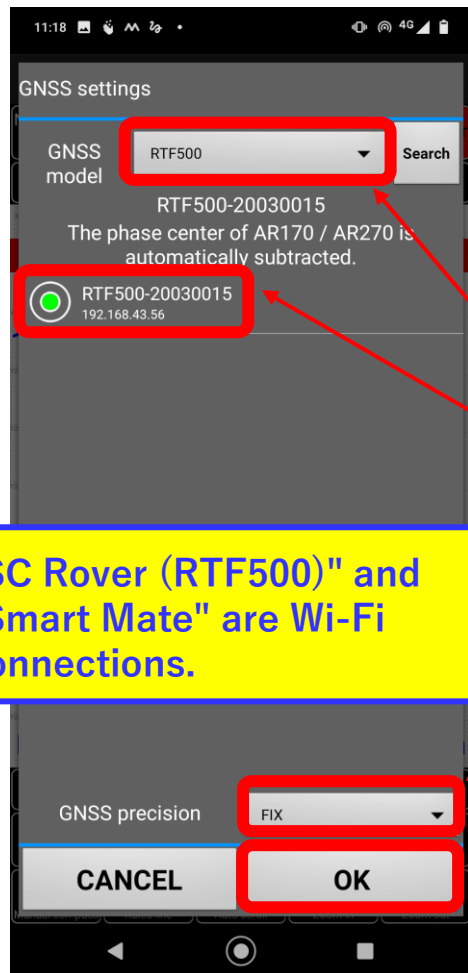 11:18
4G
GNSS settings
GNSS model
RTF500
Search
RTF500-20030015
The phase center of AR170 / AR270 is
automatically subtracted.
RTF500-20030015
192.168.43.56
SC Rover (RTF500)" and
Smart Mate" are Wi-Fi
onnections.
GNSS precision
FIX
CANCEL
OK